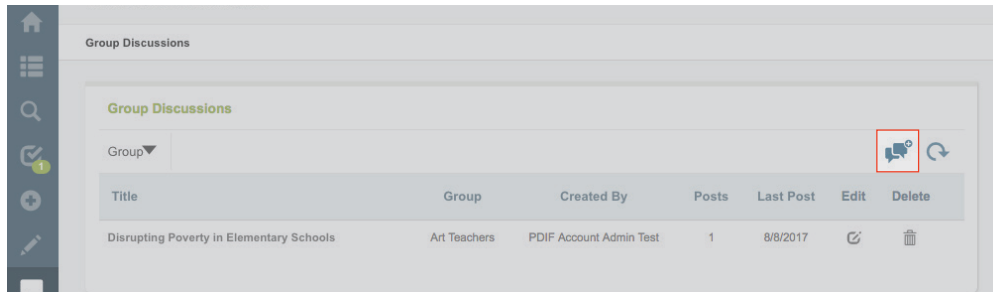 Group Discussions
Group Discussions
Group
1
Title Group Created By Posts Last Post Edit Delete
Disrupting Poverty in Elementary Schools Art Teachers PDIF Account Admin Test 1 8/8/2017